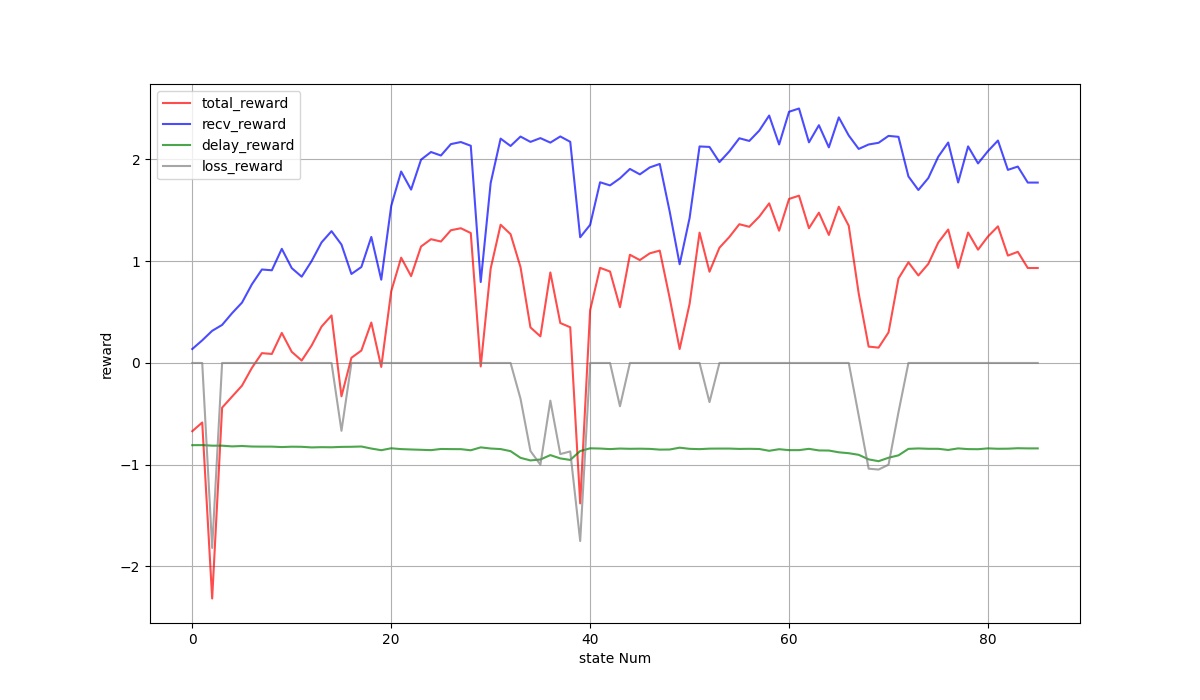 total_reward
recv_reward
delay_reward
loss_reward
2
1
0
−1
−2
reward
0 20 40 60 80
state Num